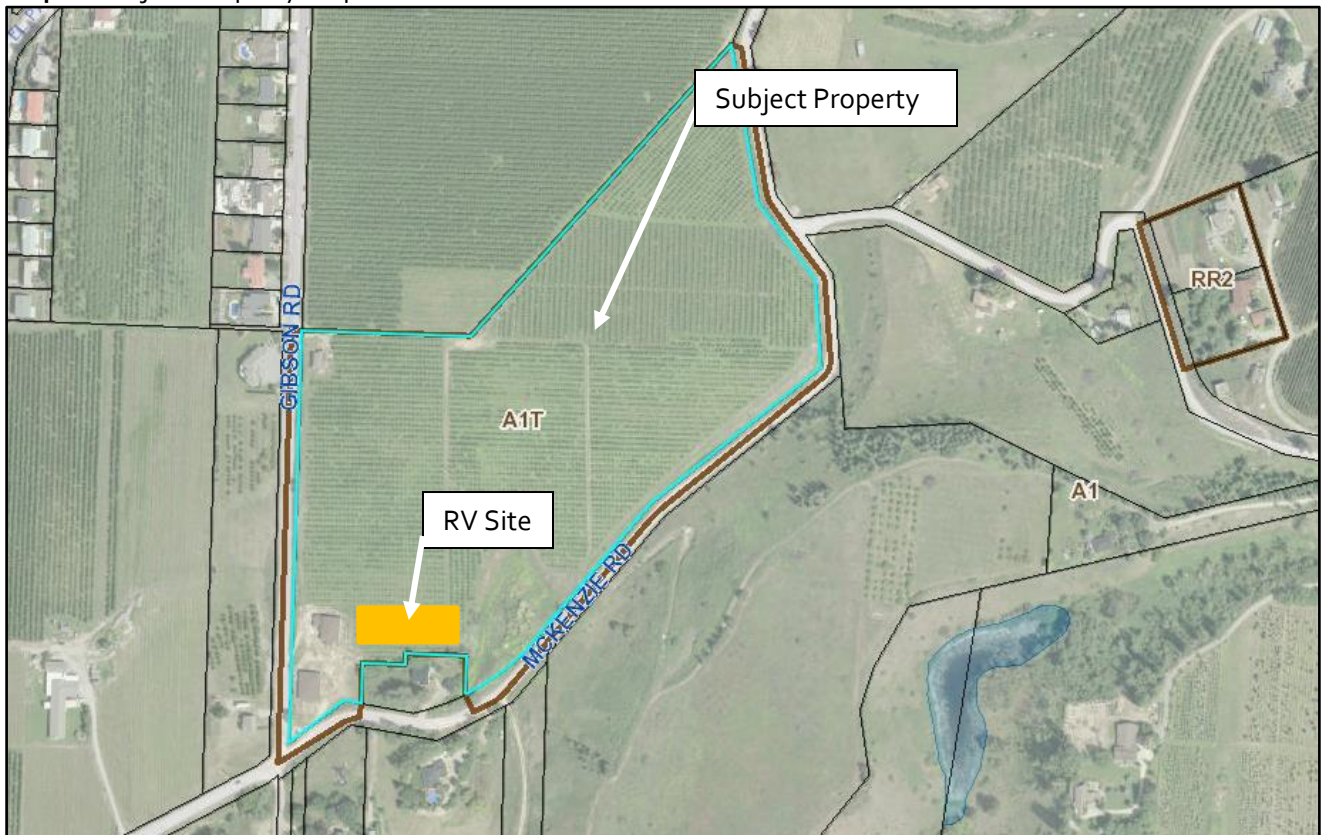 Subject Property
RR2
GIBSON RD
A1T
A1
RV Site
MCKENZIE RD